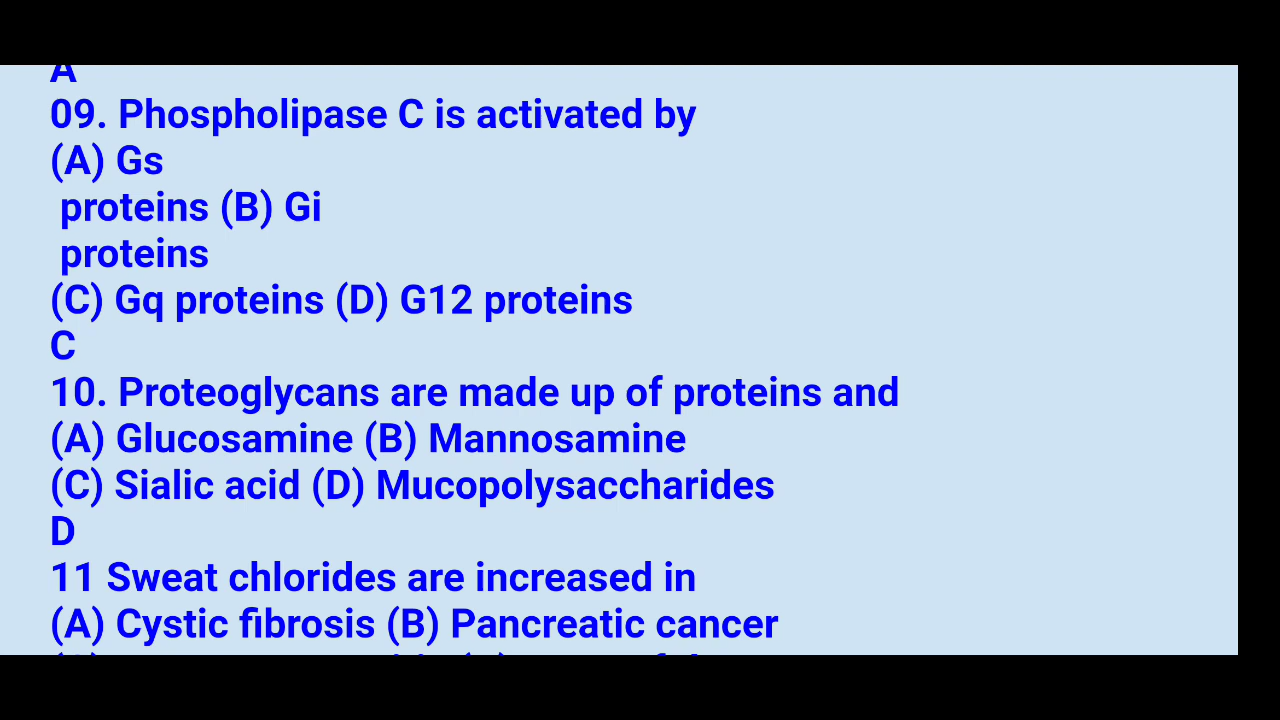 A
09. Phospholipase C is activated by
(A) Gs
proteins (B) Gi
proteins
(C) Gq proteins (D) G12 proteins
C
10. Proteoglycans are made up of proteins and
(A) Glucosamine (B) Mannosamine
(C) Sialic acid (D) Mucopolysaccharides
D
11 Sweat chlorides are increased in
(A) Cystic fibrosis (B) Pancreatic cancer